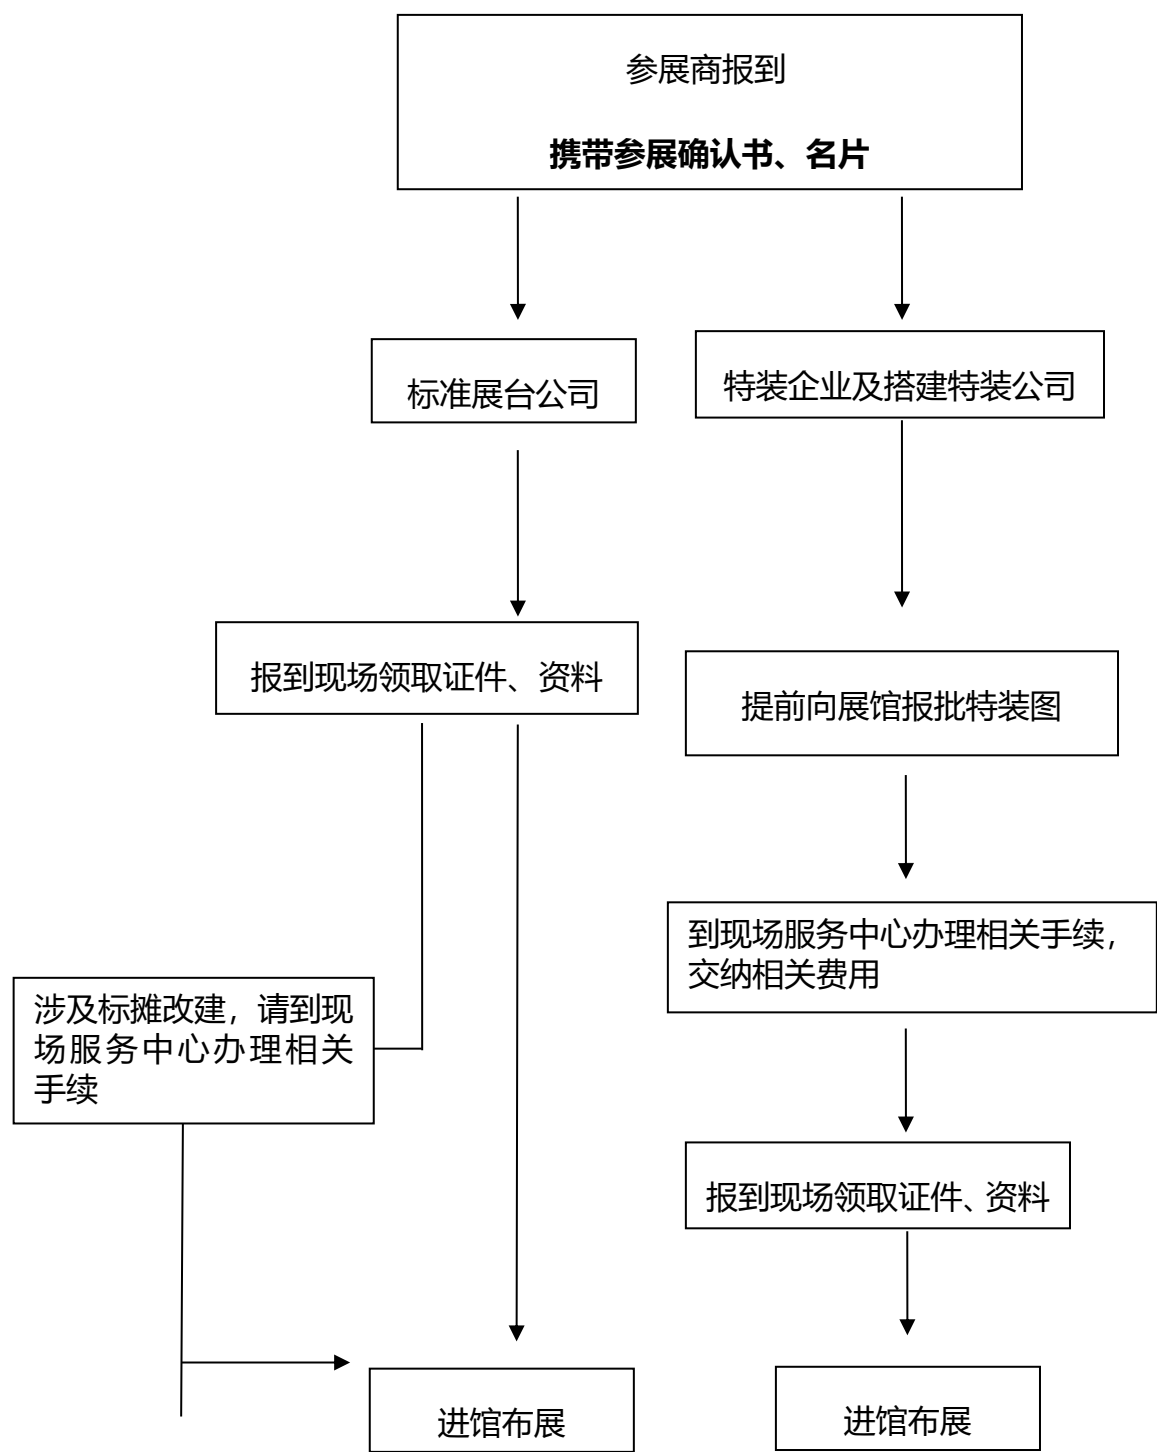 参展商报到
携带参展确认书、名片
标准展台公司
特装企业及搭建特装公司
报到现场领取证件、资料
提前向展馆报批特装图
到现场服务中心办理相关手续，
交纳相关费用
涉及标摊改建，请到现
场服务中心办理相关
手续
报到现场领取证件、资料
进馆布展
进馆布展